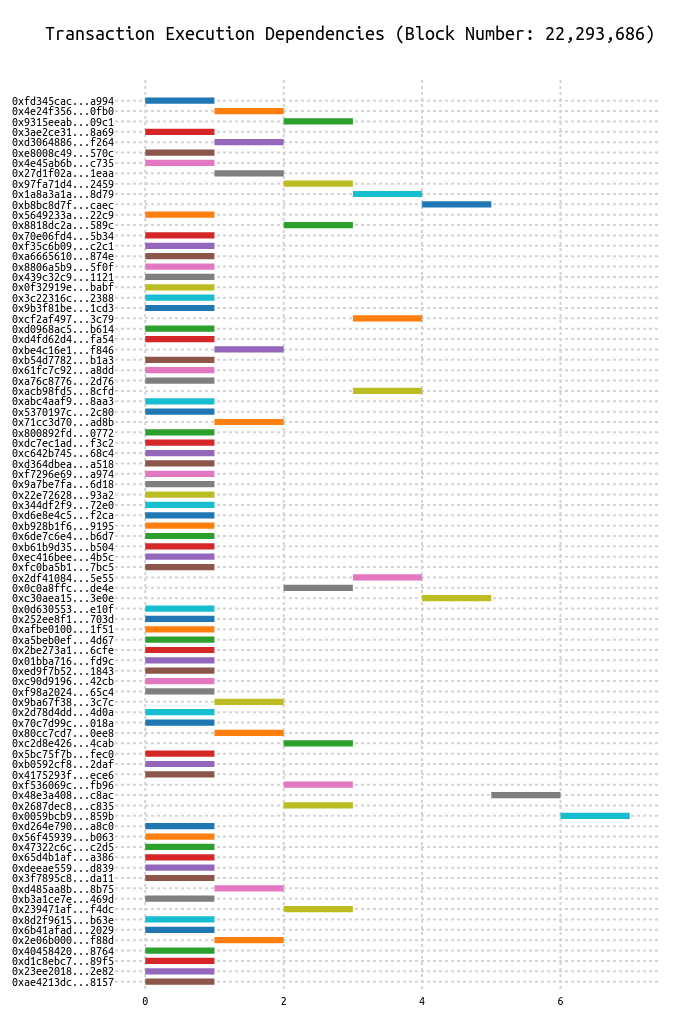 Transaction Execution Dependencies (Block Number: 22,293,686)
0xfd345cac...a994
0x4e24f356...0fb0
0x9315eeab...09c1
0x3ae2ce31...8a69
0xd3064886...f264
0xe8008c49...570c
0x4e45ab6b...c735
0x27d1f02a...1eaa
0x97fa71d4...2459
0x1a8a3a1a...8d79
0xb8bc8d7f...caec
0x5649233a...22c9
0x8818dc2a...589c
0x70e06fd4...5b34
0xf35c6b09...c2c1
0xa6665610...874e
0x8806a5b9...5f0f
0x439c32c9...1121
0x0f32919e...babf
0x3c22316c...2388
0x9b3f81be...1cd3
0xcf2af497...3c79
0xd0968ac5...b614
0xd4fd62d4...fa54
0xbe4c16e1...f846
0xb54d7782...b1a3
0x61fc7c92...a8dd
0xa76c8776...2d76
0xacb98fd5...8cfd
0xabc4aaf9...8aa3
0x5370197c...2c80
0x71cc3d70...ad8b
0x800892fd...0772
0xdc7ec1ad...f3c2
0xc642b745...68c4
0xd364dbea...a518
0xf7296e69...a974
0x9a7be7fa...6d18
0x22e72628...93a2
0x344df2f9...72e0
0xd6e8e4c5...f2ca
0xb928b1f6...9195
0x6de7c6e4...b6d7
0xb61b9d35...b504
0xec416bee...4b5c
0xfc0ba5b1...7bc5
0x2df41084...5e55
0x0c0a8ffc...de4e
0xc30aea15...3e0e
0x0d630553...e10f
0x252ee8f1...703d
0xafbe0100...1f51
0xa5beb0ef...4d67
0x2be273a1...6cfe
0x01bba716...fd9c
0xed9f7b52...1843
0xc90d9196...42cb
0xf98a2024...65c4
0x9ba67f38...3c7c
0x2d78d4dd...4d0a
0x70c7d99c...018a
0x80cc7cd7...0ee8
0xc2d8e426...4cab
0x5bc75f7b...fec0
0xb0592cf8...2daf
0x4175293f...ece6
0xf536069c...fb96
0x48e3a408...c8ac
0x2687dec8...c835
0x0059bcb9...859b
0xd264e790...a8c0
0x56f45939...b063
0x47322c6c...c2d5
0x65d4b1af...a386
0xdeeae559...d839
0x3f7895c8...da11
0xd485aa8b...8b75
0xb3a1ce7e...469d
0x239471af...f4dc
0x8d2f9615...b63e
0x6b41afad...2029
0x2e06b000...f88d
0x40458420...8764
0xd1c8ebc7...89f5
0x23ee2018...2e82
0xae4213dc...8157
0 2 4 6